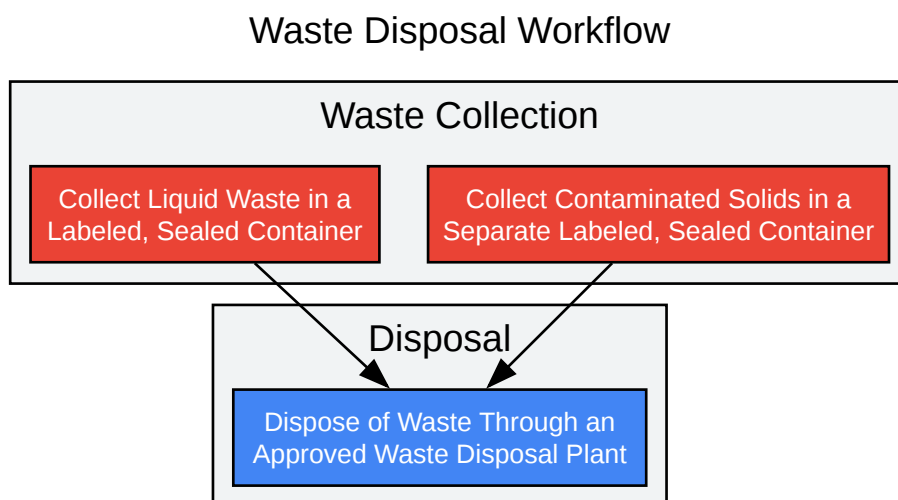 Waste Disposal Workflow
Waste Collection
Collect Liquid Waste in a
Labeled, Sealed Container
Collect Contaminated Solids in a
Separate Labeled, Sealed Container
Disposal
Dispose of Waste Through an
Approved Waste Disposal Plant